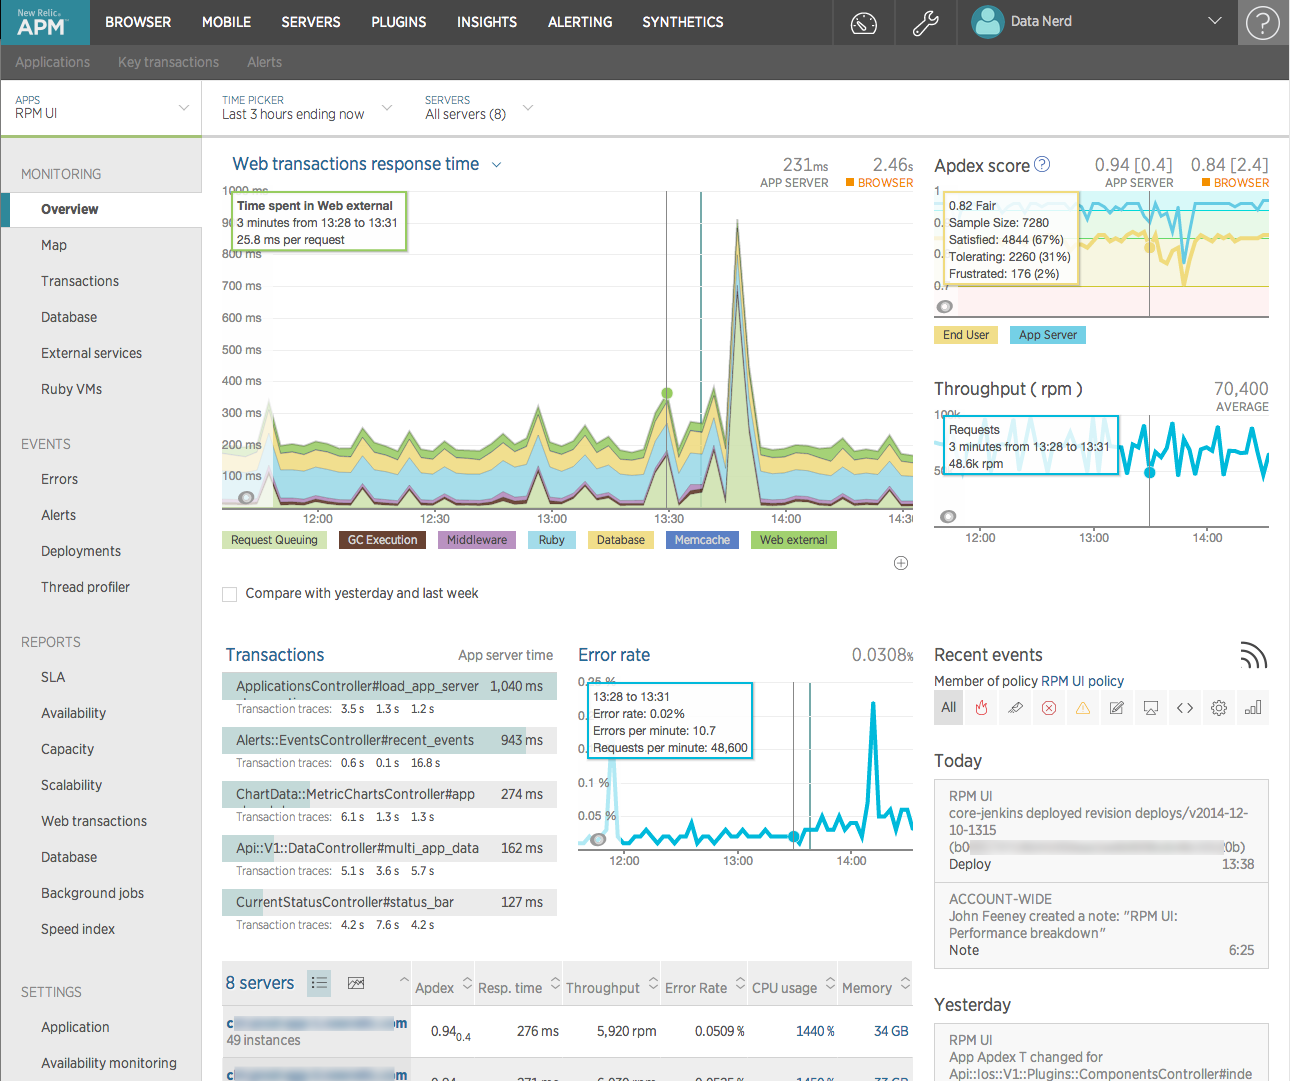 New Relic.
APM™
BROWSER MOBILE SERVERS PLUGINS INSIGHTS ALERTING SYNTHETICS
Data Nerd
?
Applications Key transactions Alerts
APPS
RPM UI
TIME PICKER
Last 3 hours ending now
SERVERS
All servers (8)
MONITORING
Overview
Map
Transactions
Database
External services
Ruby VMs
EVENTS
Errors
Alerts
Deployments
Thread profiler
REPORTS
SLA
Availability
Capacity
Scalability
Web transactions
Database
Background jobs
Speed index
SETTINGS
Application
Availability monitoring
Web transactions response time
231ms
APP SERVER
2.46s
BROWSER
1000 ms
Time spent in Web external
3 minutes from 13:28 to 13:31
25.8 ms per request
800 ms
700 ms
600 ms
500 ms
400 ms
300 ms
200 ms
100 ms
12:00 12:30 13:00 13:30 14:00 14:30
Request Queuing GC Execution Middleware Ruby Database Memcache Web external
Compare with yesterday and last week
Apdex score ?
0.94 [0.4]
APP SERVER
0.84 [2.4]
BROWSER
1
0.82 Fair
Sample Size: 7280
Satisfied: 4844 (67%)
Tolerating: 2260 (31%)
Frustrated: 176 (2%)
0.7
End User App Server
Throughput ( rpm )
70,400
AVERAGE
100k
Requests
3 minutes from 13:28 to 13:31
48.6k rpm
12:00 13:00 14:00
Transactions App server time
ApplicationsController#load_app_server 1,040 ms
Transaction traces: 3.5 s 1.3 s 1.2 s
Alerts::EventsController#recent_events 943 ms
Transaction traces: 0.6 s 0.1 s 16.8 s
ChartData::MetricChartsController#app 274 ms
Transaction traces: 6.1 s 1.3 s 1.3 s
Api::V1::DataController#multi_app_data 162 ms
Transaction traces: 5.1 s 3.6 s 5.7 s
CurrentStatusController#status_bar 127 ms
Transaction traces: 4.2 s 7.6 s 4.2 s
Error rate 0.0308%
0.25 %
13:28 to 13:31
Error rate: 0.02%
Errors per minute: 10.7
Requests per minute: 48,600
0.1 %
0.05 %
12:00 13:00 14:00
Recent events
Member of policy RPM UI policy
All
Today
RPM UI
core-jenkins deployed revision deploys/v2014-12-
10-1315
(b0 0b)
Deploy 13:38
ACCOUNT-WIDE
John Feeney created a note: "RPM UI:
Performance breakdown"
Note 6:25
Yesterday
RPM UI
App Apdex T changed for
Api::Ios::V1::Plugins::ComponentsController#inde
8 servers Apdex Resp. time Throughput Error Rate CPU usage Memory
c om
49 instances
0.94 0.4 276 ms 5,920 rpm 0.0509 % 1440 % 34 GB
c om